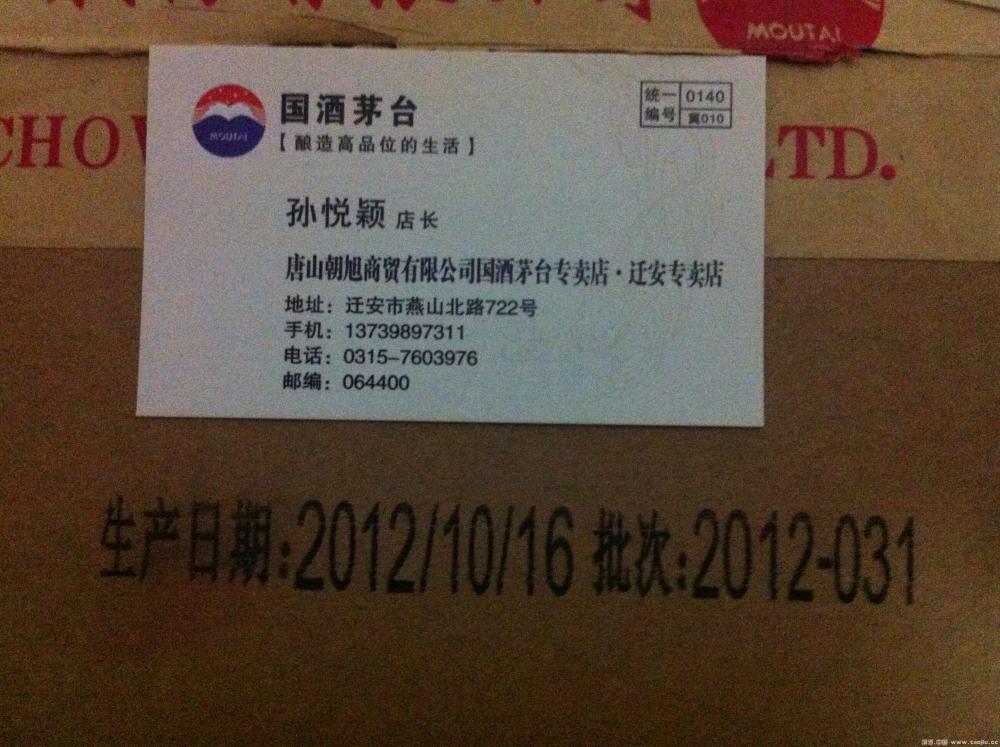 MOUTAI
CHOW
LTD.
MOUTAI
国酒茅台
【 酿造高品位的生活 】
统一编号
0140
冀010
孙悦颖 店长
唐山朝旭商贸有限公司国酒茅台专卖店·迁安专卖店
地址：迁安市燕山北路722号
手机：13739897311
电话：0315-7603976
邮编：064400
生产日期:2012/10/16 批次:2012-031
www.taojiu.cc